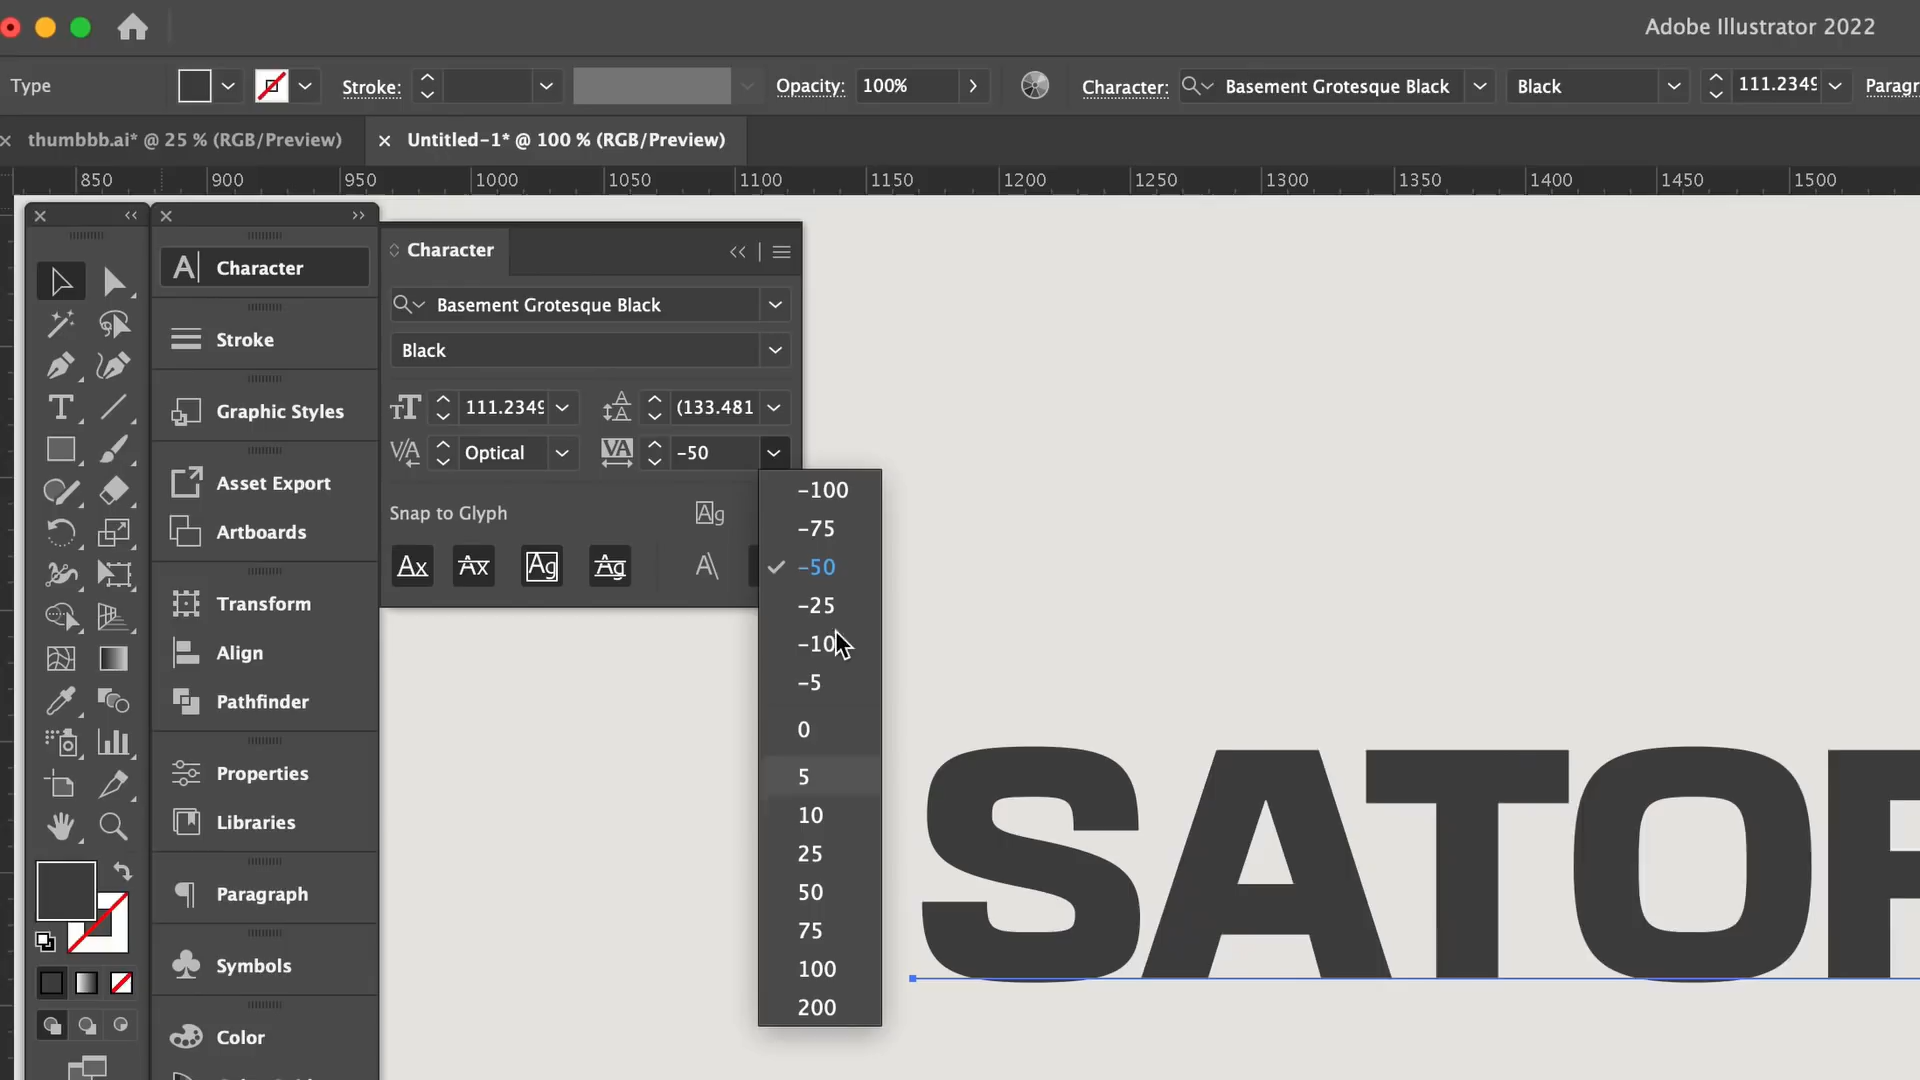 Adobe Illustrator 2022
Type
Stroke:
Opacity: 100%
Character: Basement Grotesque Black
Black
111.2349
Paragr
thumbbb.ai* @ 25 % (RGB/Preview)
Untitled-1* @ 100 % (RGB/Preview)
850 900 950 1000 1050 1100 1150 1200 1250 1300 1350 1400 1450 1500
Character
Stroke
Graphic Styles
Asset Export
Artboards
Transform
Align
Pathfinder
Properties
Libraries
Paragraph
Symbols
Color
Character
Basement Grotesque Black
Black
111.2349 (133.481
Optical -50
Snap to Glyph
-100
-75
-50
-25
-10
-5
0
5
10
25
50
75
100
200
SATOR